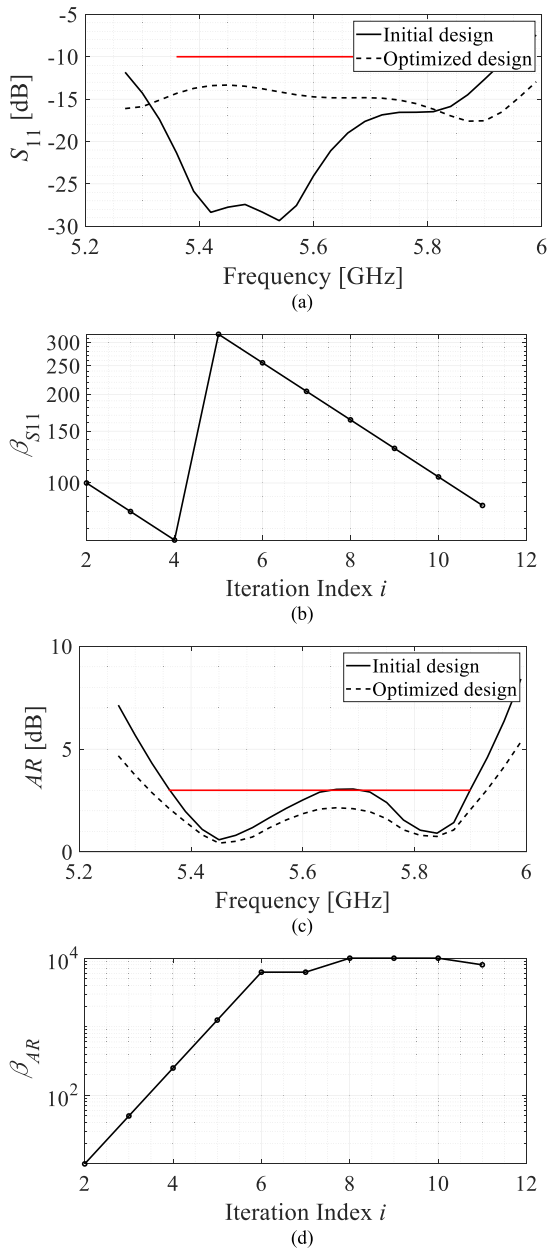 -5
-10
-15
-20
-25
-30
S11 [dB]
Initial design
Optimized design
5.2 5.4 5.6 5.8 6
Frequency [GHz]
(a)
300
250
200
150
100
βS11
2 4 6 8 10 12
Iteration Index i
(b)
10
5
0
AR [dB]
Initial design
Optimized design
5.2 5.4 5.6 5.8 6
Frequency [GHz]
(c)
10^4
10^2
βAR
2 4 6 8 10 12
Iteration Index i
(d)